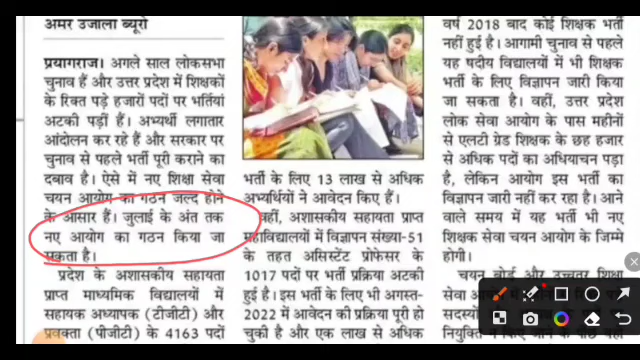 अमर उजाला ब्यूरो
प्रयागराज। अगले साल लोकसभा
चुनाव हैं और उत्तर प्रदेश में शिक्षकों
के रिक्त पड़े हजारों पदों पर भर्तियां
अटकी पड़ीं हैं। अभ्यर्थी लगातार
आंदोलन कर रहे हैं और सरकार पर
चुनाव से पहले भर्ती पूरी कराने का
दबाव है। ऐसे में नए शिक्षा सेवा
चयन आयोग का गठन जल्द होने
के आसार हैं। जुलाई के अंत तक
नए आयोग का गठन किया जा
सकता है।
प्रदेश के अशासकीय सहायता
प्राप्त माध्यमिक विद्यालयों में
सहायक अध्यापक (टीजीटी) और
प्रवक्ता (पीजीटी) के 4163 पदों
भर्ती के लिए 13 लाख से अधिक
अभ्यर्थियों ने आवेदन किए हैं।
वहीं, अशासकीय सहायता प्राप्त
महाविद्यालयों में विज्ञापन संख्या-51
के तहत असिस्टेंट प्रोफेसर के
1017 पदों पर भर्ती प्रक्रिया अटकी
हुई है। इस भर्ती के लिए भी अगस्त-
2022 में आवेदन की प्रक्रिया पूरी हो
चुकी है और एक लाख से अधिक
वर्ष 2018 बाद कोई शिक्षक भर्ती
नहीं हुई है। आगामी चुनाव से पहले
यह षदीय विद्यालयों में भी शिक्षक
भर्ती के लिए विज्ञापन जारी किया
जा सकता है। वहीं, उत्तर प्रदेश
लोक सेवा आयोग के पास महीनों
से एलटी ग्रेड शिक्षक के छह हजार
से अधिक पदों का अधियाचन पड़ा
है, लेकिन आयोग इस भर्ती का
विज्ञापन जारी नहीं कर रहा है। आने
वाले समय में यह भर्ती भी नए
शिक्षक सेवा चयन आयोग के जिम्मे
होगी।
चयन बोर्ड और उच्चतर शिक्षा
सेवा
सदस्यों
नियुक्ति